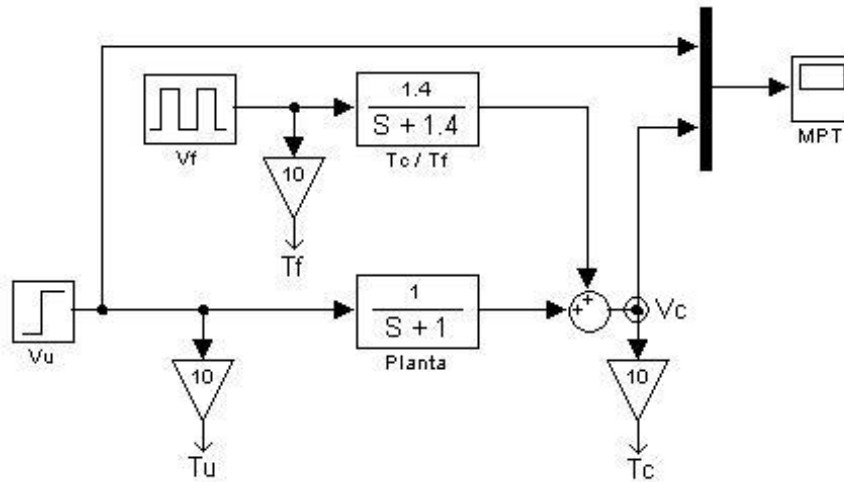 1.4
S + 1.4
MPT
Vf
10
Tc / Tf
Tf
1
S + 1
Vc
Vu
10
Planta
10
Tu
Tc